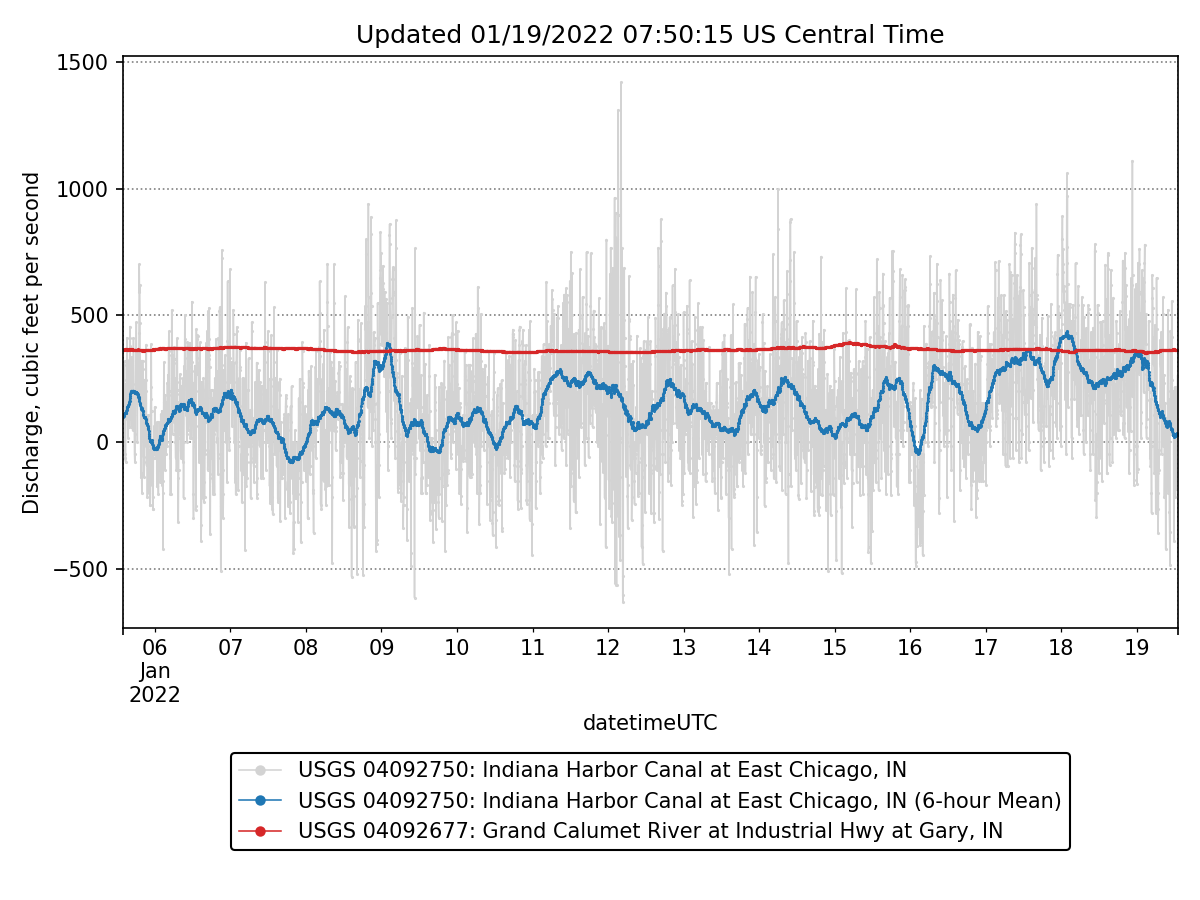 Updated 01/19/2022 07:50:15 US Central Time
Discharge, cubic feet per second
1500
1000
500
0
−500
06 07 08 09 10 11 12 13 14 15 16 17 18 19
Jan
2022
datetimeUTC
USGS 04092750: Indiana Harbor Canal at East Chicago, IN
USGS 04092750: Indiana Harbor Canal at East Chicago, IN (6-hour Mean)
USGS 04092677: Grand Calumet River at Industrial Hwy at Gary, IN